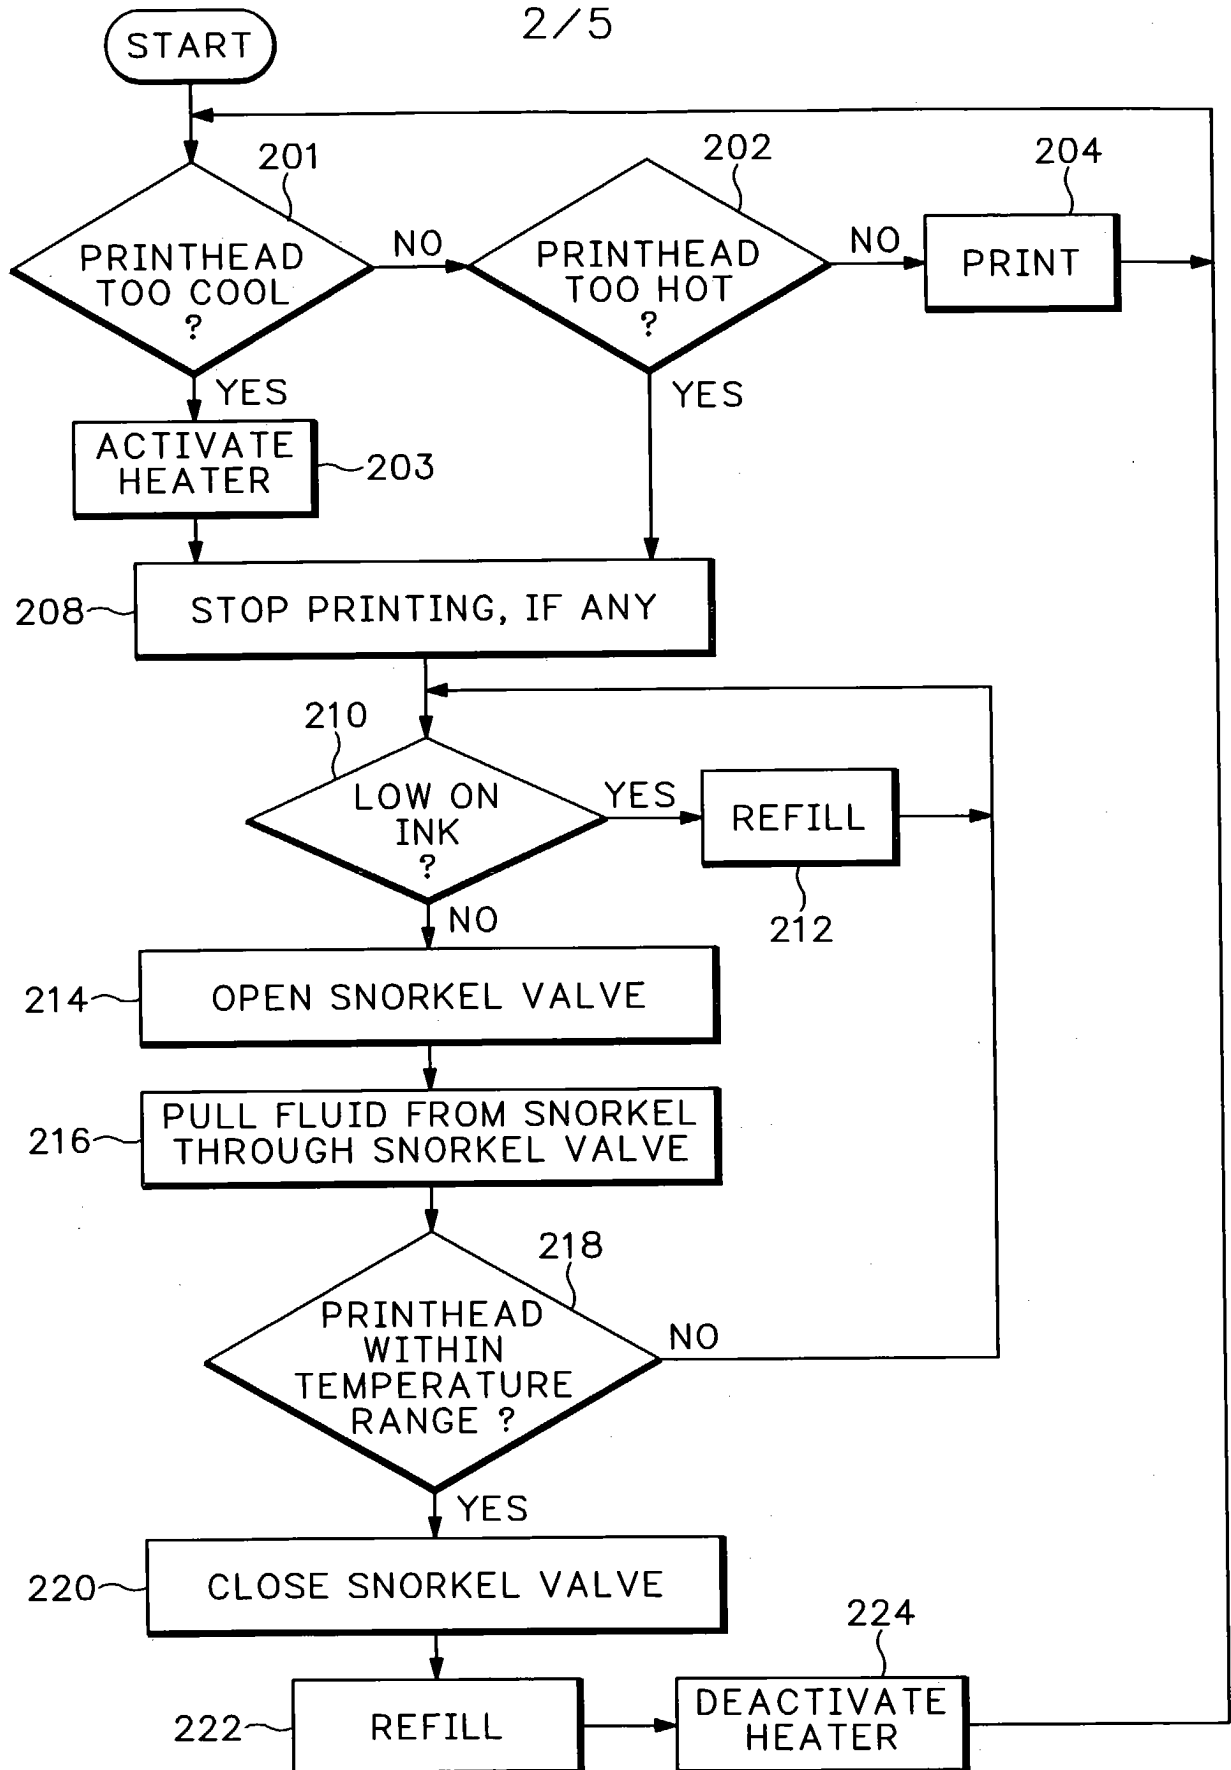 2/5
START
201
202
204
PRINTHEAD
TOO COOL
?
NO
PRINTHEAD
TOO HOT
?
NO
PRINT
YES
YES
ACTIVATE
HEATER
203
208
STOP PRINTING, IF ANY
210
LOW ON
INK
?
YES
REFILL
212
NO
214
OPEN SNORKEL VALVE
216
PULL FLUID FROM SNORKEL
THROUGH SNORKEL VALVE
218
PRINTHEAD
WITHIN
TEMPERATURE
RANGE ?
NO
YES
220
CLOSE SNORKEL VALVE
224
222
REFILL
DEACTIVATE
HEATER